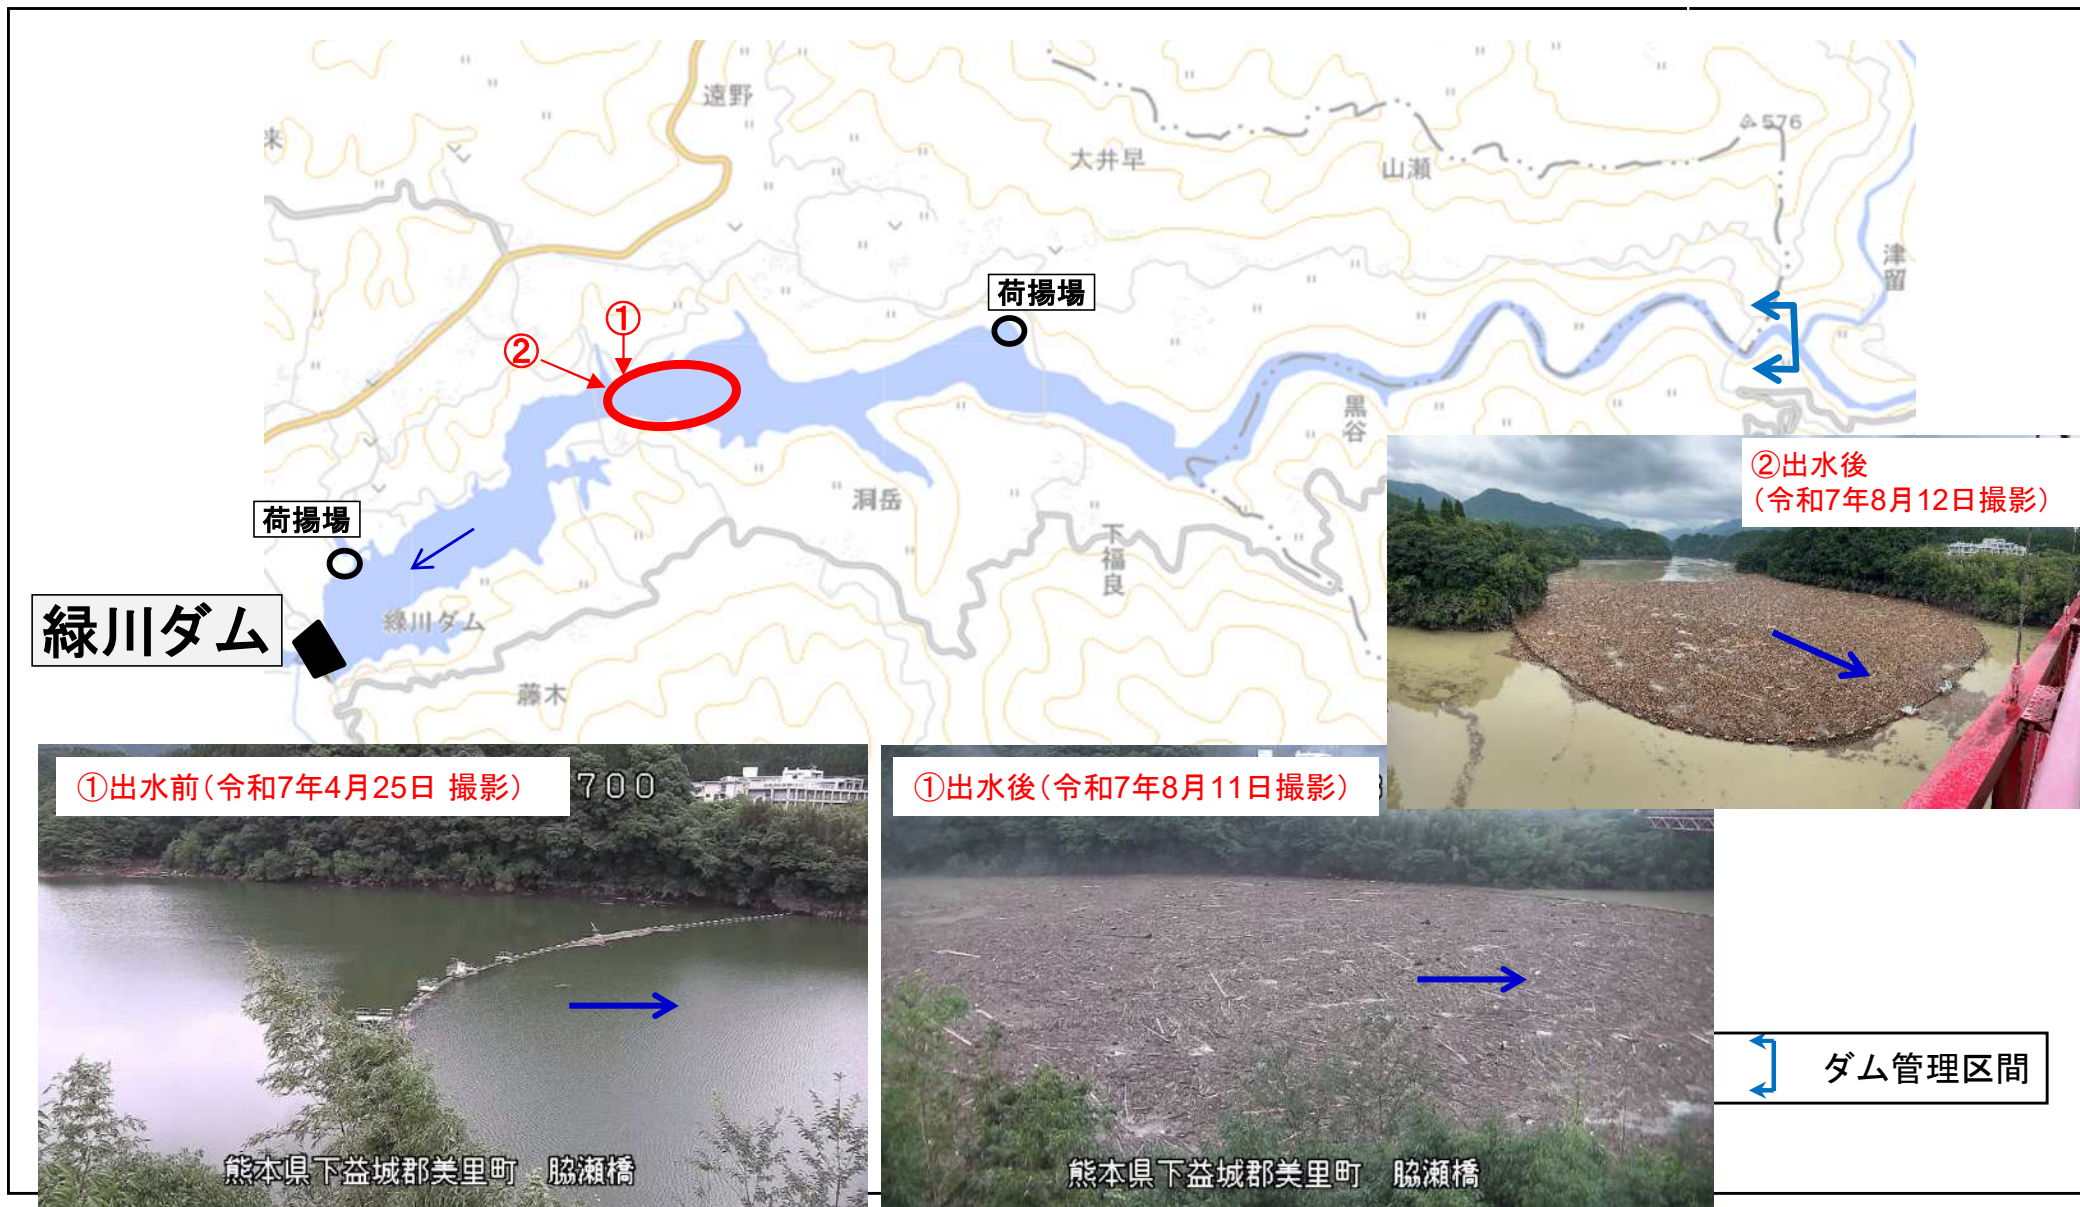 遠野
来
大井早
山瀬
576
津留
荷揚場
①
②
黒谷
②出水後
（令和7年8月12日撮影）
洞岳
荷揚場
下福良
緑川ダム
緑川ダム
藤木
①出水前（令和7年4月25日 撮影）
700
①出水後（令和7年8月11日撮影）
ダム管理区間
熊本県下益城郡美里町 脇瀬橋
熊本県下益城郡美里町 脇瀬橋